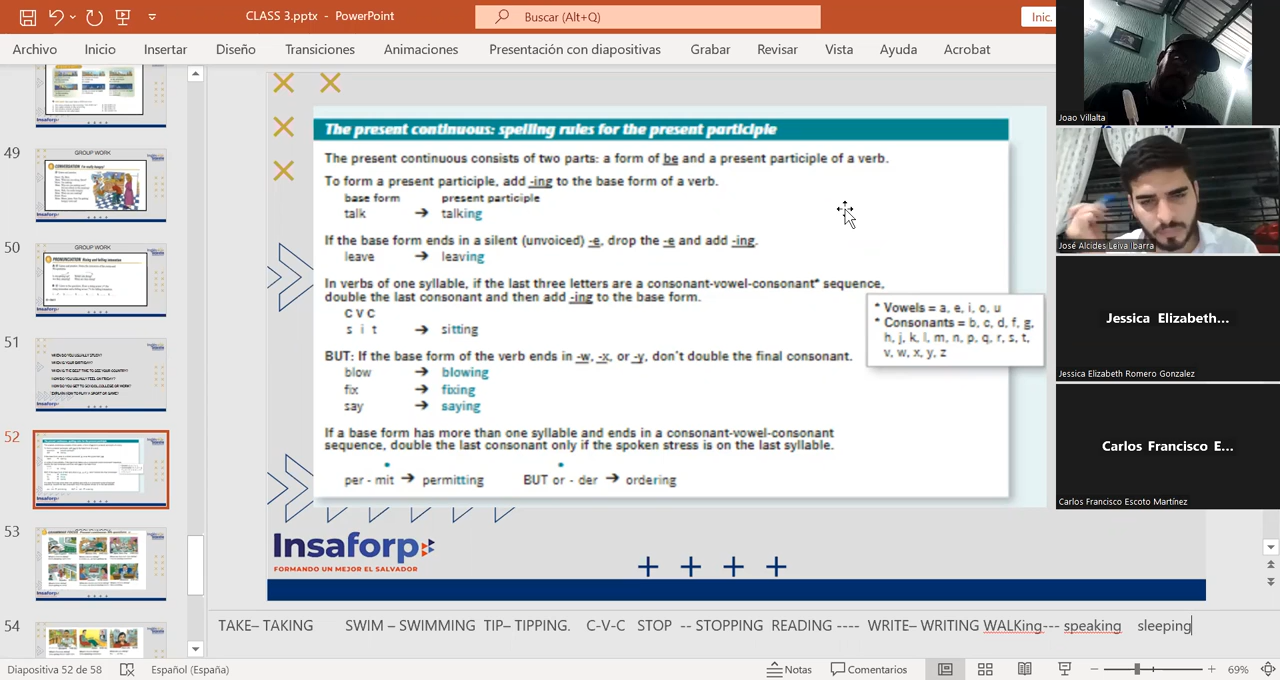 CLASS 3.pptx - PowerPoint
Buscar (Alt+Q)
Inic.
Archivo Inicio Insertar Diseño Transiciones Animaciones Presentación con diapositivas Grabar Revisar Vista Ayuda Acrobat
49
GROUP WORK
50
GROUP WORK
51
52
53
54
The present continuous: spelling rules for the present participle
The present continuous consists of two parts: a form of be and a present participle of a verb.
To form a present participle, add -ing to the base form of a verb.
base form present participle
talk → talking
If the base form ends in a silent (unvoiced) -e, drop the -e and add -ing.
leave → leaving
In verbs of one syllable, if the last three letters are a consonant-vowel-consonant* sequence,
double the last consonant and then add -ing to the base form.
C V C
s i t → sitting
BUT: If the base form of the verb ends in -w, -x, or -y, don't double the final consonant.
blow → blowing
fix → fixing
say → saying
If a base form has more than one syllable and ends in a consonant-vowel-consonant
sequence, double the last consonant only if the spoken stress is on the last syllable.
per - mit → permitting BUT or - der → ordering
* Vowels = a, e, i, o, u
* Consonants = b, c, d, f, g,
h, j, k, l, m, n, p, q, r, s, t,
v, w, x, y, z
Insaforp
FORMANDO UN MEJOR EL SALVADOR
Joao Villalta
José Alcides Leiva Ibarra
Jessica Elizabeth...
Jessica Elizabeth Romero Gonzalez
Carlos Francisco E...
Carlos Francisco Escoto Martínez
TAKE– TAKING SWIM – SWIMMING TIP– TIPPING. C-V-C STOP -- STOPPING READING ---- WRITE– WRITING WALKing--- speaking sleeping
Diapositiva 52 de 58 Español (España) Notas Comentarios 69%